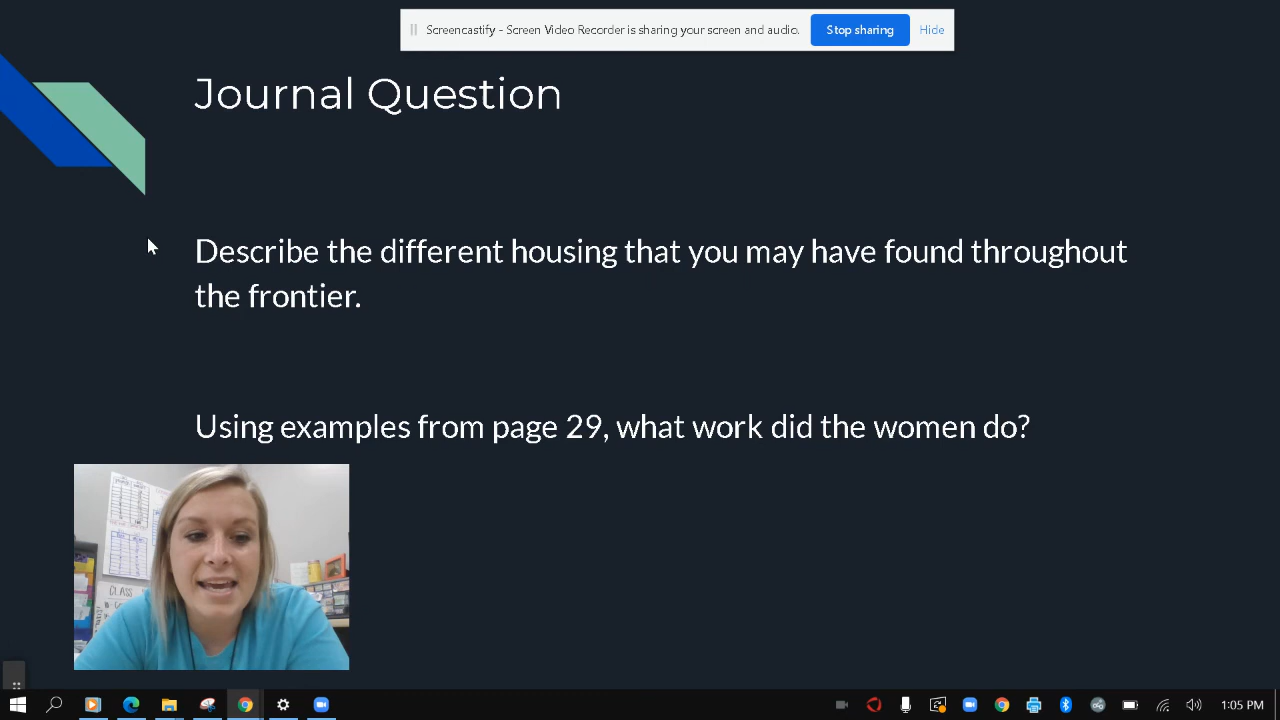 Screencastify - Screen Video Recorder is sharing your screen and audio.
Stop sharing
Hide
Journal Question
Describe the different housing that you may have found throughout
the frontier.
Using examples from page 29, what work did the women do?
CLASS
1:05 PM